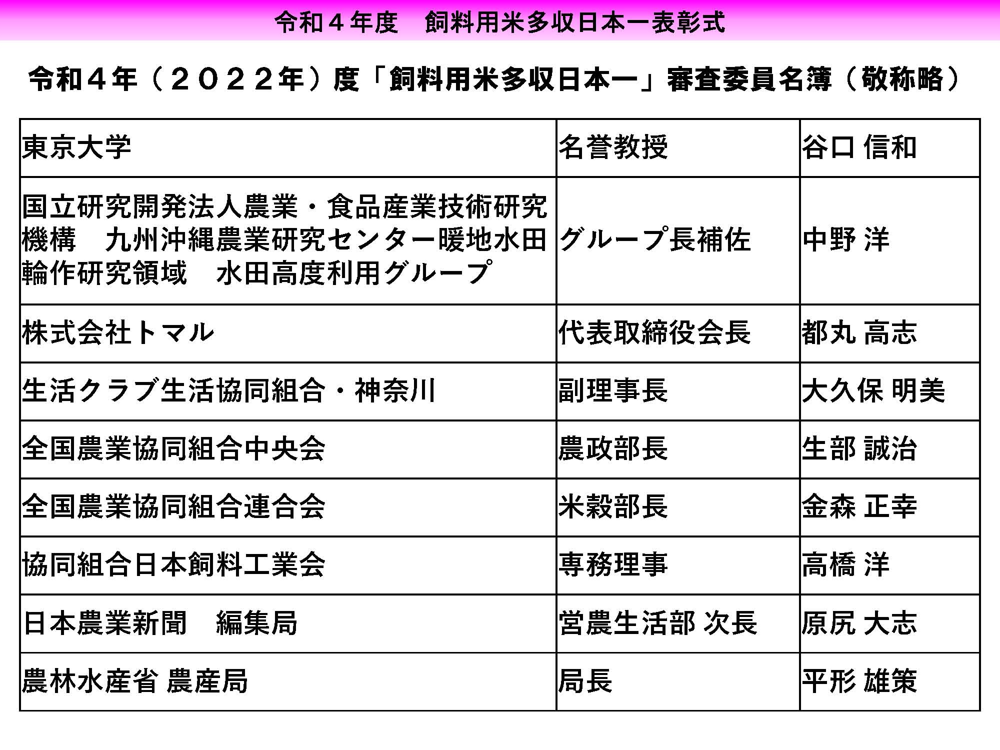 令和４年度　飼料用米多収日本一表彰式
令和４年（２０２２年）度「飼料用米多収日本一」審査委員名簿（敬称略）
東京大学 名誉教授 谷口 信和
国立研究開発法人農業・食品産業技術研究
機構　九州沖縄農業研究センター暖地水田
輪作研究領域　水田高度利用グループ
グループ長補佐 中野 洋
株式会社トマル 代表取締役会長 都丸 高志
生活クラブ生活協同組合・神奈川 副理事長 大久保 明美
全国農業協同組合中央会 農政部長 生部 誠治
全国農業協同組合連合会 米穀部長 金森 正幸
協同組合日本飼料工業会 専務理事 高橋 洋
日本農業新聞　編集局 営農生活部 次長 原尻 大志
農林水産省 農産局 局長 平形 雄策